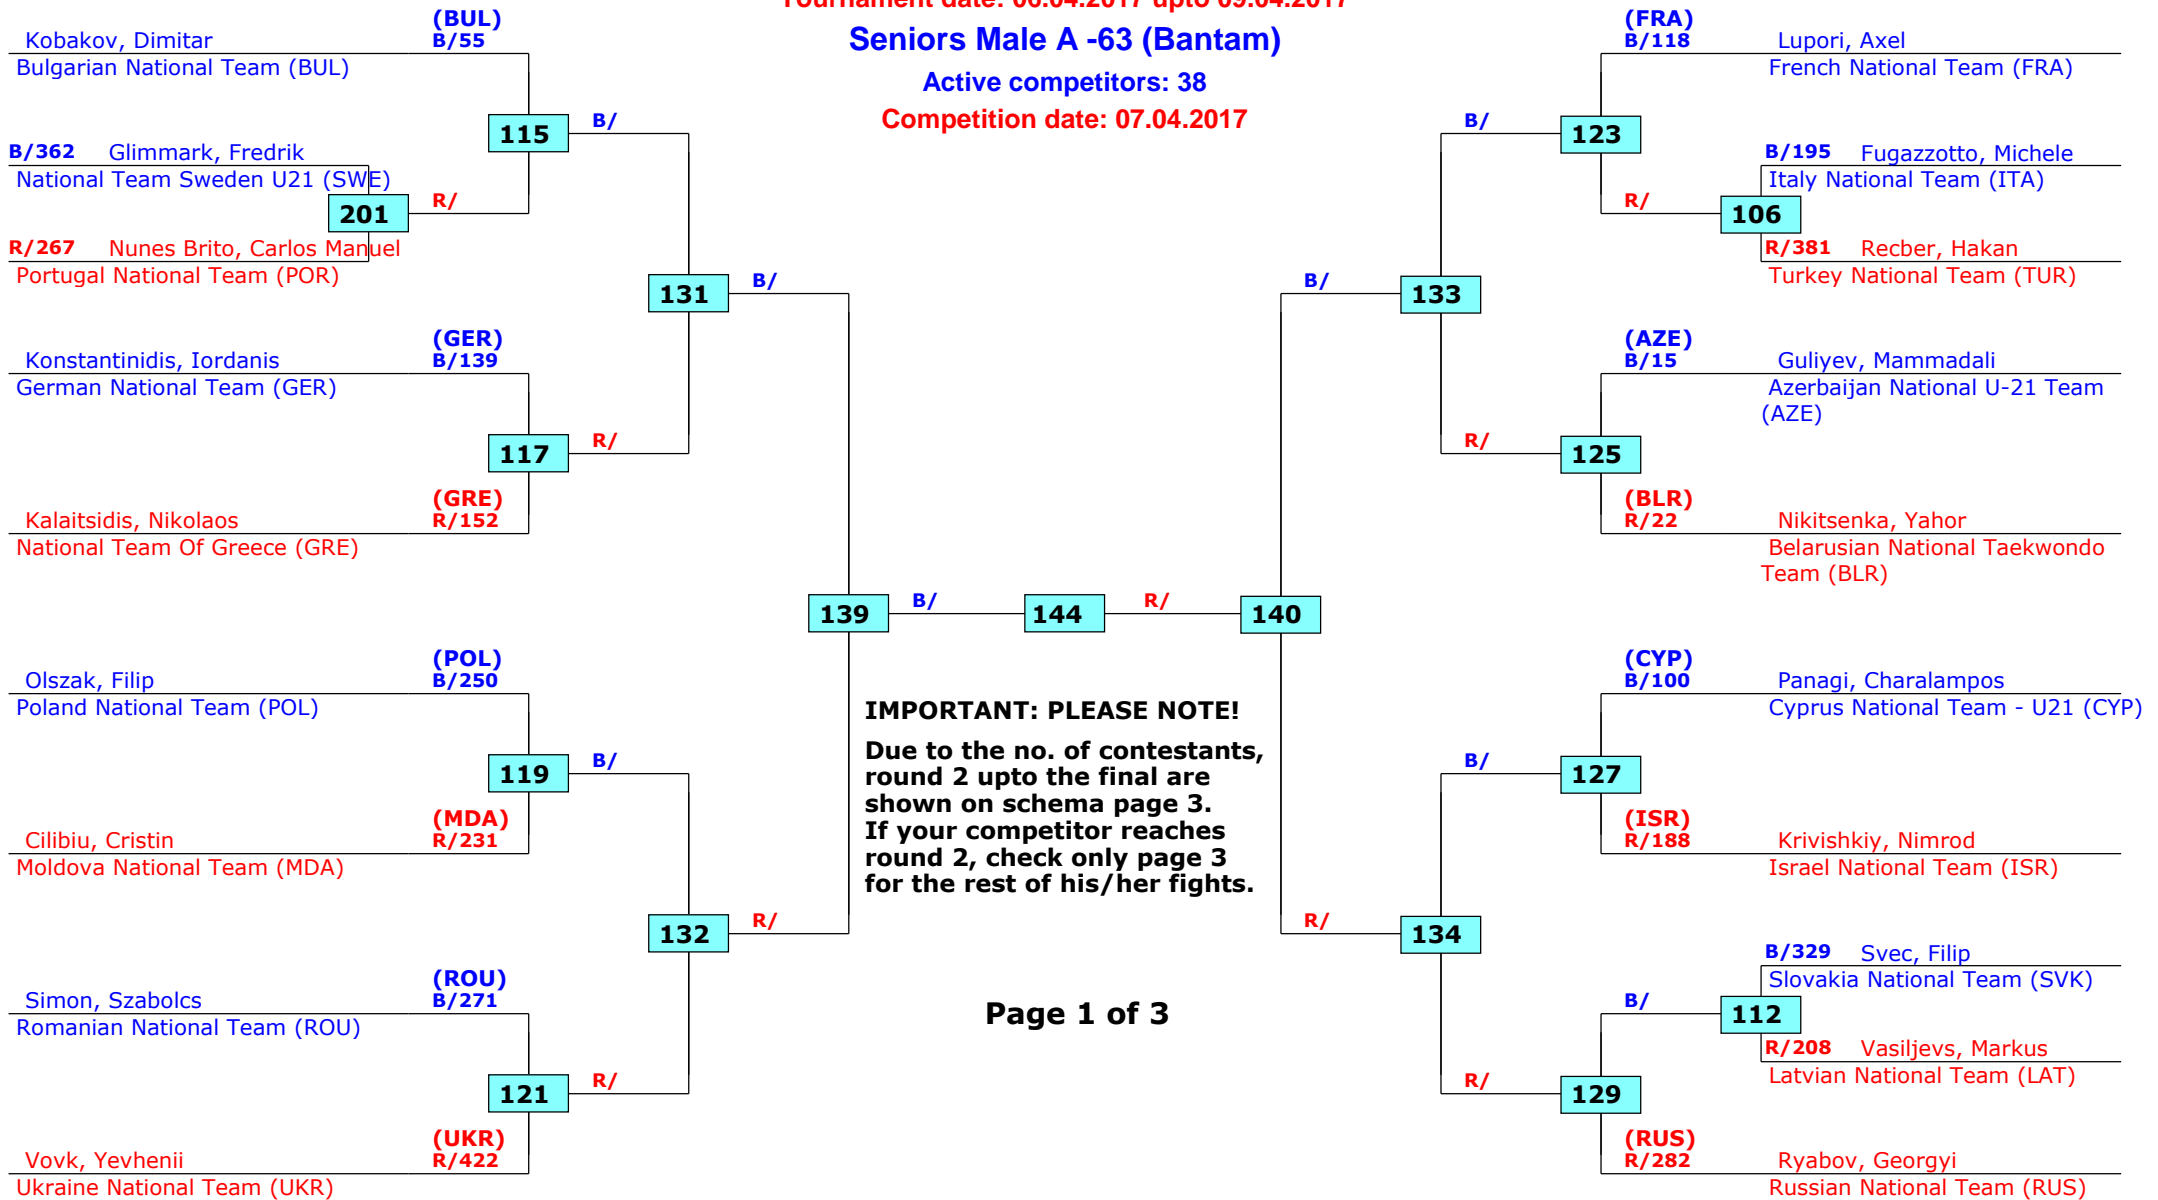 Tournament date: 06.04.2017 upto 09.04.2017
Seniors Male A -63 (Bantam)
Active competitors: 38
Competition date: 07.04.2017
(BUL)
Kobakov, Dimitar B/55
Bulgarian National Team (BUL)
115
B/
B/362 Glimmark, Fredrik
National Team Sweden U21 (SWE)
201
R/
R/267 Nunes Brito, Carlos Manuel
Portugal National Team (POR)
131
B/
(GER)
Konstantinidis, Iordanis B/139
German National Team (GER)
117
R/
(GRE)
Kalaitsidis, Nikolaos R/152
National Team Of Greece (GRE)
139
B/
144
R/
140
(POL)
Olszak, Filip B/250
Poland National Team (POL)
119
B/
(MDA)
Cilibiu, Cristin R/231
Moldova National Team (MDA)
132
R/
(ROU)
Simon, Szabolcs B/271
Romanian National Team (ROU)
121
R/
(UKR)
Vovk, Yevhenii R/422
Ukraine National Team (UKR)
IMPORTANT: PLEASE NOTE!
Due to the no. of contestants,
round 2 upto the final are
shown on schema page 3.
If your competitor reaches
round 2, check only page 3
for the rest of his/her fights.
Page 1 of 3
(FRA)
B/118 Lupori, Axel
French National Team (FRA)
B/
123
B/195 Fugazzotto, Michele
Italy National Team (ITA)
R/
106
R/381 Recber, Hakan
Turkey National Team (TUR)
B/
133
(AZE)
B/15 Guliyev, Mammadali
Azerbaijan National U-21 Team
(AZE)
R/
125
(BLR)
R/22 Nikitsenka, Yahor
Belarusian National Taekwondo
Team (BLR)
(CYP)
B/100 Panagi, Charalampos
Cyprus National Team - U21 (CYP)
B/
127
(ISR)
R/188 Krivishkiy, Nimrod
Israel National Team (ISR)
R/
134
B/329 Svec, Filip
Slovakia National Team (SVK)
B/
112
R/208 Vasiljevs, Markus
Latvian National Team (LAT)
R/
129
(RUS)
R/282 Ryabov, Georgyi
Russian National Team (RUS)